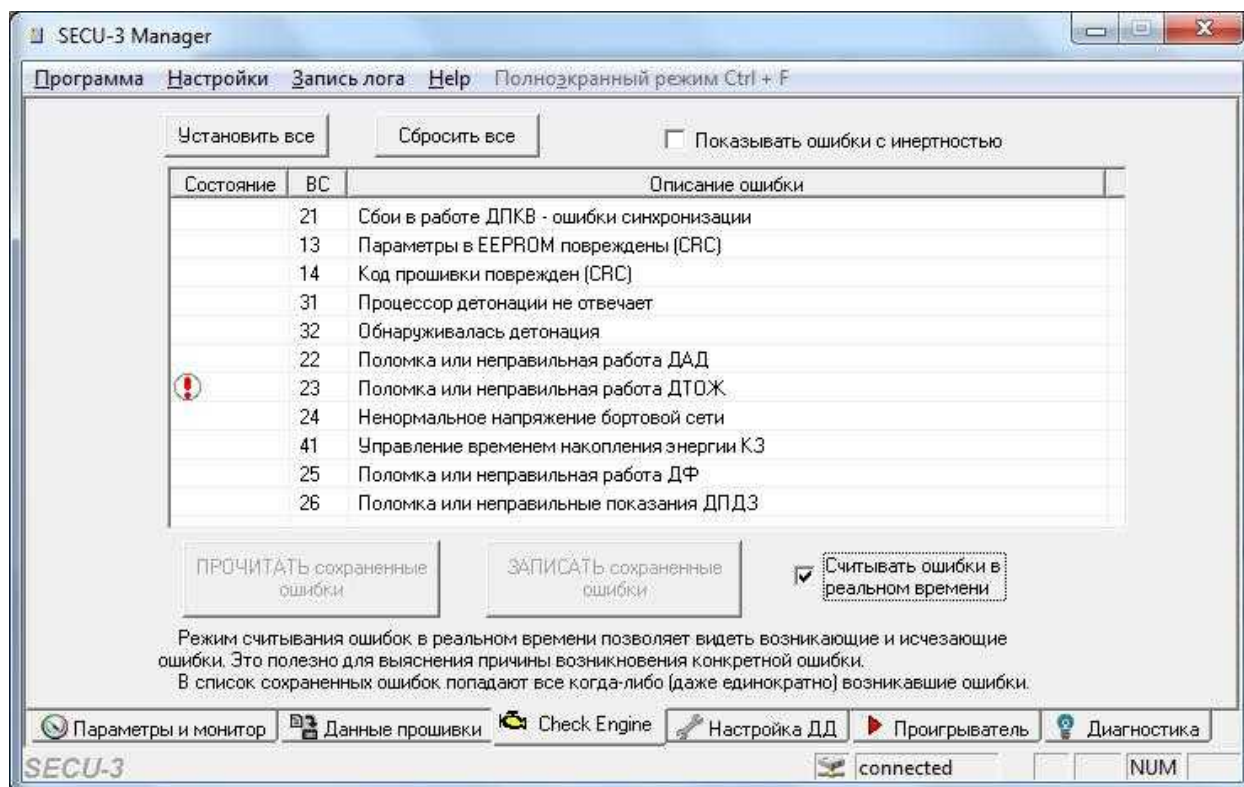 SECU-3 Manager
Программа Настройки Запись лога Help Полноэкранный режим Ctrl + F
Установить все Сбросить все Показывать ошибки с инертностью
Состояние BC Описание ошибки
21 Сбои в работе ДПКВ - ошибки синхронизации
13 Параметры в EEPROM повреждены (CRC)
14 Код прошивки поврежден (CRC)
31 Процессор детонации не отвечает
32 Обнаруживалась детонация
22 Поломка или неправильная работа ДАД
23 Поломка или неправильная работа ДТОЖ
24 Ненормальное напряжение бортовой сети
41 Управление временем накопления энергии КЗ
25 Поломка или неправильная работа ДФ
26 Поломка или неправильные показания ДПДЗ
ПРОЧИТАТЬ сохраненные
ошибки
ЗАПИСАТЬ сохраненные
ошибки
Считывать ошибки в
реальном времени
Режим считывания ошибок в реальном времени позволяет видеть возникающие и исчезающие
ошибки. Это полезно для выяснения причины возникновения конкретной ошибки.
В список сохраненных ошибок попадают все когда-либо (даже единократно) возникавшие ошибки.
Параметры и монитор Данные прошивки Check Engine Настройка ДД Проигрыватель Диагностика
SECU-3 connected NUM